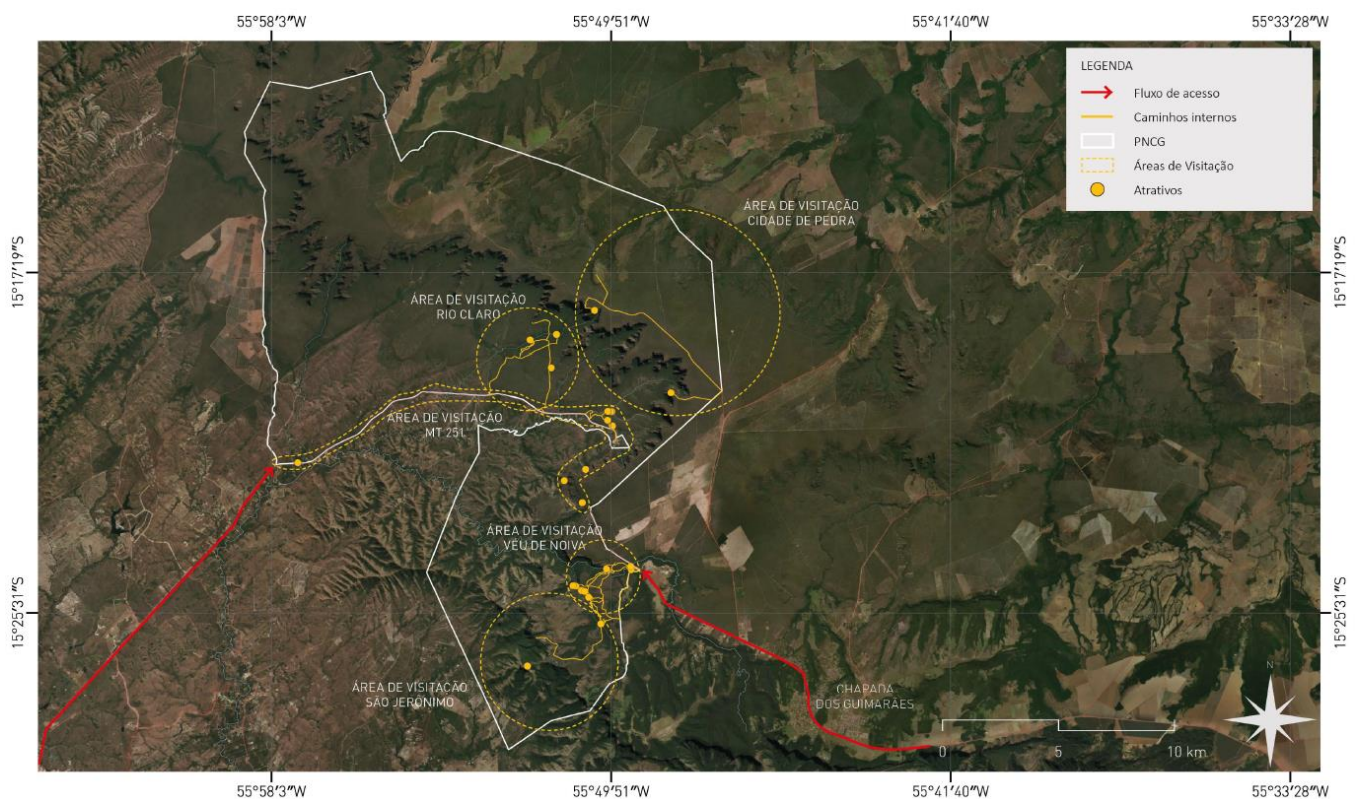 55°58′3″W
55°49′51″W
55°41′40″W
55°33′28″W
LEGENDA
Fluxo de acesso
Caminhos internos
PNCG
Áreas de Visitação
Atrativos
15°17′19″S
15°17′19″S
ÁREA DE VISITAÇÃO
CIDADE DE PEDRA
ÁREA DE VISITAÇÃO
RIO CLARO
ÁREA DE VISITAÇÃO
MT 251
ÁREA DE VISITAÇÃO
VÉU DE NOIVA
15°25′31″S
15°25′31″S
ÁREA DE VISITAÇÃO
SÃO JERÔNIMO
CHAPADA
DOS GUIMARÃES
N
0 5 10 km
55°58′3″W
55°49′51″W
55°41′40″W
55°33′28″W